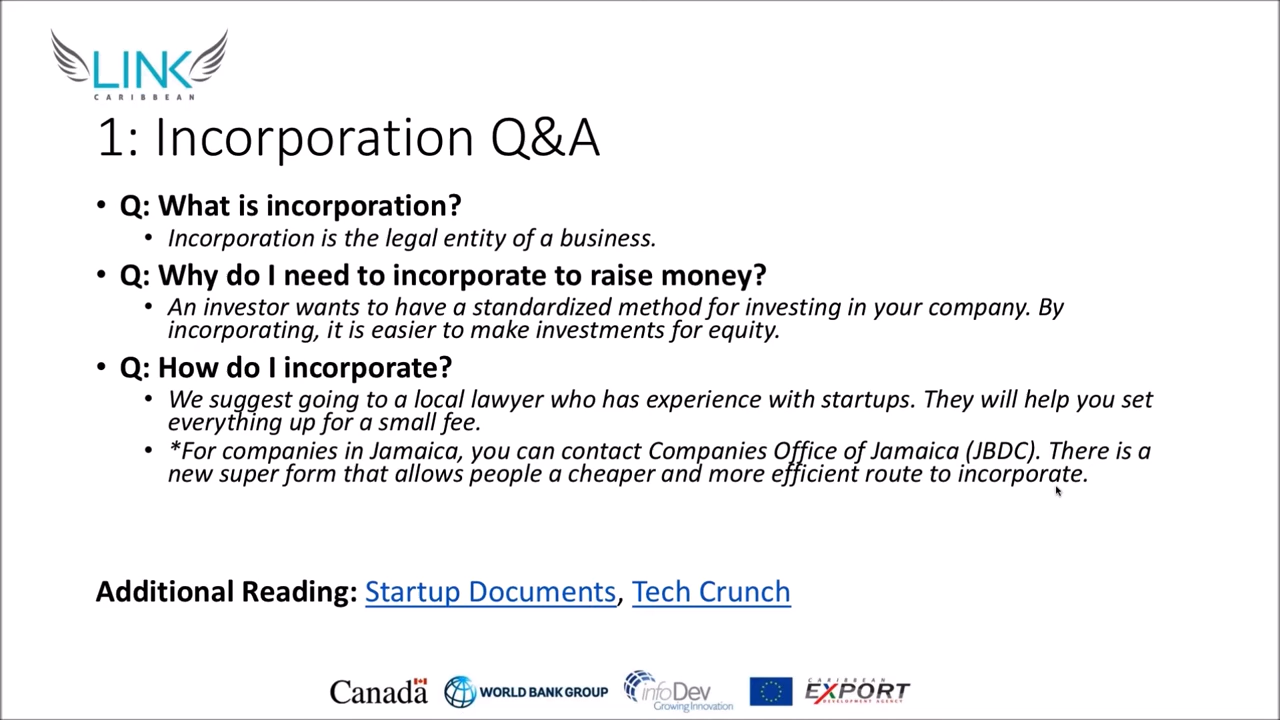 LINK
CARIBBEAN
1: Incorporation Q&A
• Q: What is incorporation?
• Incorporation is the legal entity of a business.
• Q: Why do I need to incorporate to raise money?
• An investor wants to have a standardized method for investing in your company. By
incorporating, it is easier to make investments for equity.
• Q: How do I incorporate?
• We suggest going to a local lawyer who has experience with startups. They will help you set
everything up for a small fee.
• *For companies in Jamaica, you can contact Companies Office of Jamaica (JBDC). There is a
new super form that allows people a cheaper and more efficient route to incorporate.
Additional Reading: Startup Documents, Tech Crunch
Canada WORLD BANK GROUP infoDev Growing Innovation CARIBBEAN EXPORT DEVELOPMENT AGENCY